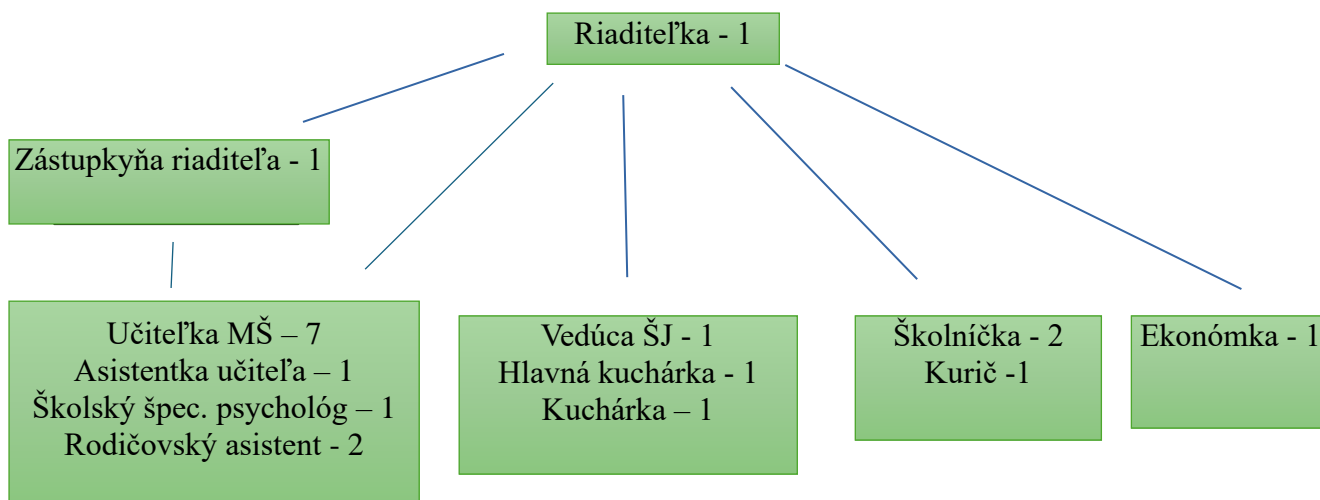 Riaditeľka - 1
Zástupkyňa riaditeľa - 1
Učiteľka MŠ – 7
Asistentka učiteľa – 1
Školský špec. psychológ – 1
Rodičovský asistent - 2
Vedúca ŠJ - 1
Hlavná kuchárka - 1
Kuchárka – 1
Školníčka - 2
Kurič -1
Ekonómka - 1